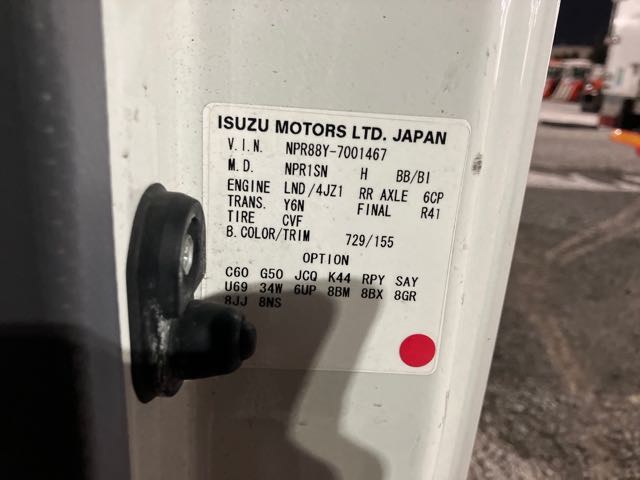 ISUZU MOTORS LTD. JAPAN
V.I.N. NPR88Y-7001467
M.D. NPR1SN H BB/BI
ENGINE LND/4JZ1 RR AXLE 6CP
TRANS. Y6N FINAL R41
TIRE CVF
B.COLOR/TRIM 729/155
OPTION
C60 G50 JCQ K44 RPY SAY
U69 34W 6UP 8BM 8BX 8GR
8JJ 8NS